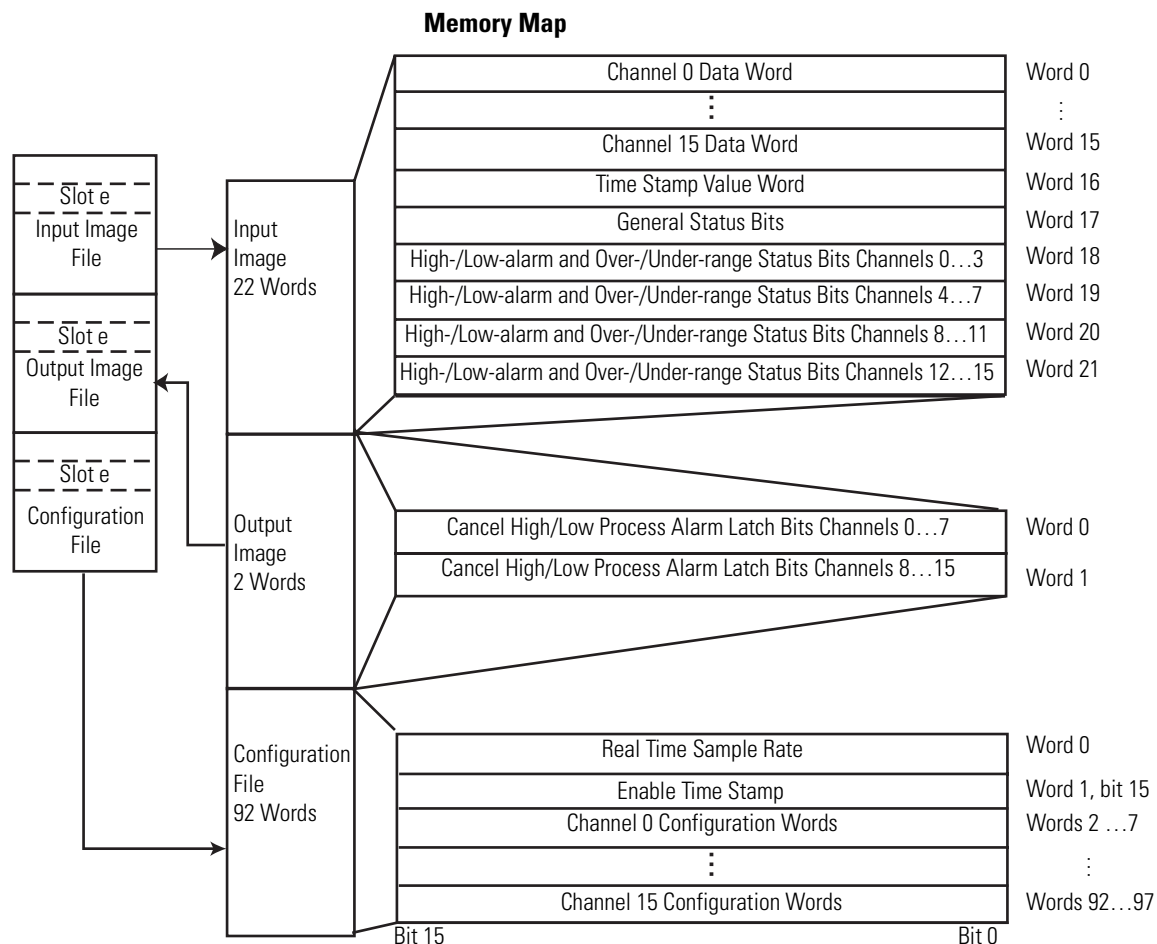 Memory Map
Channel 0 Data Word
Word 0
⋮
⋮
Channel 15 Data Word
Word 15
Time Stamp Value Word
Word 16
General Status Bits
Word 17
High-/Low-alarm and Over-/Under-range Status Bits Channels 0…3
Word 18
High-/Low-alarm and Over-/Under-range Status Bits Channels 4…7
Word 19
High-/Low-alarm and Over-/Under-range Status Bits Channels 8…11
Word 20
High-/Low-alarm and Over-/Under-range Status Bits Channels 12…15
Word 21
Slot e
Input Image
File
Slot e
Output Image
File
Slot e
Configuration
File
Input
Image
22 Words
Output
Image
2 Words
Configuration
File
92 Words
Cancel High/Low Process Alarm Latch Bits Channels 0…7
Word 0
Cancel High/Low Process Alarm Latch Bits Channels 8…15
Word 1
Real Time Sample Rate
Word 0
Enable Time Stamp
Word 1, bit 15
Channel 0 Configuration Words
Words 2 …7
⋮
⋮
Channel 15 Configuration Words
Words 92…97
Bit 15
Bit 0